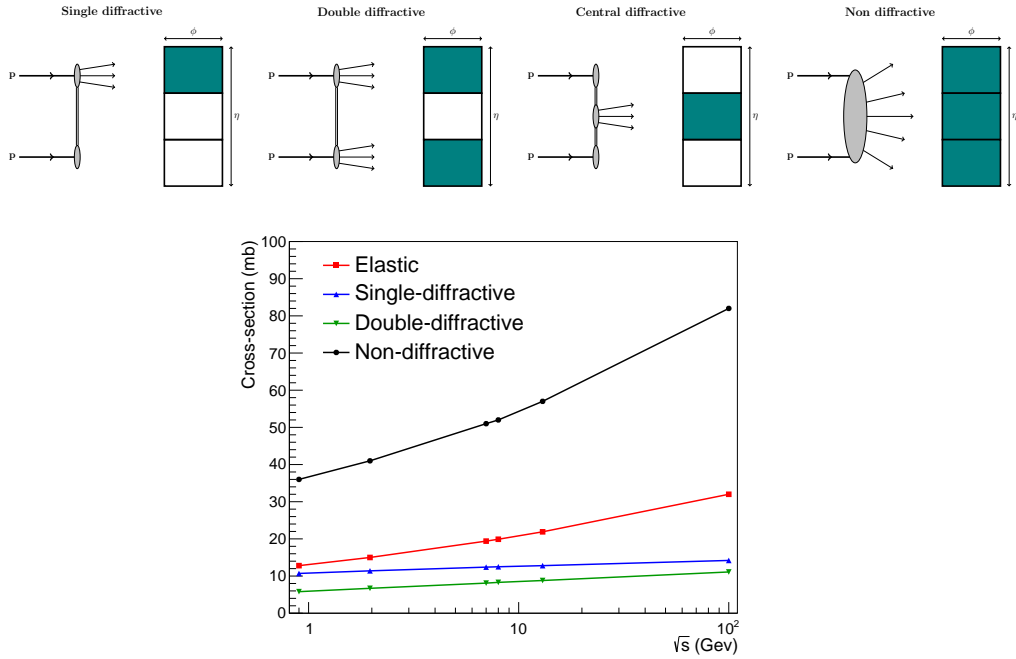 Single diffractive
Double diffractive
Central diffractive
Non diffractive
p
p
ϕ
η
p
p
ϕ
η
p
p
ϕ
η
p
p
ϕ
η
Cross-section (mb)
100
90
80
70
60
50
40
30
20
10
0
Elastic
Single-diffractive
Double-diffractive
Non-diffractive
1
10
10²
√s (Gev)